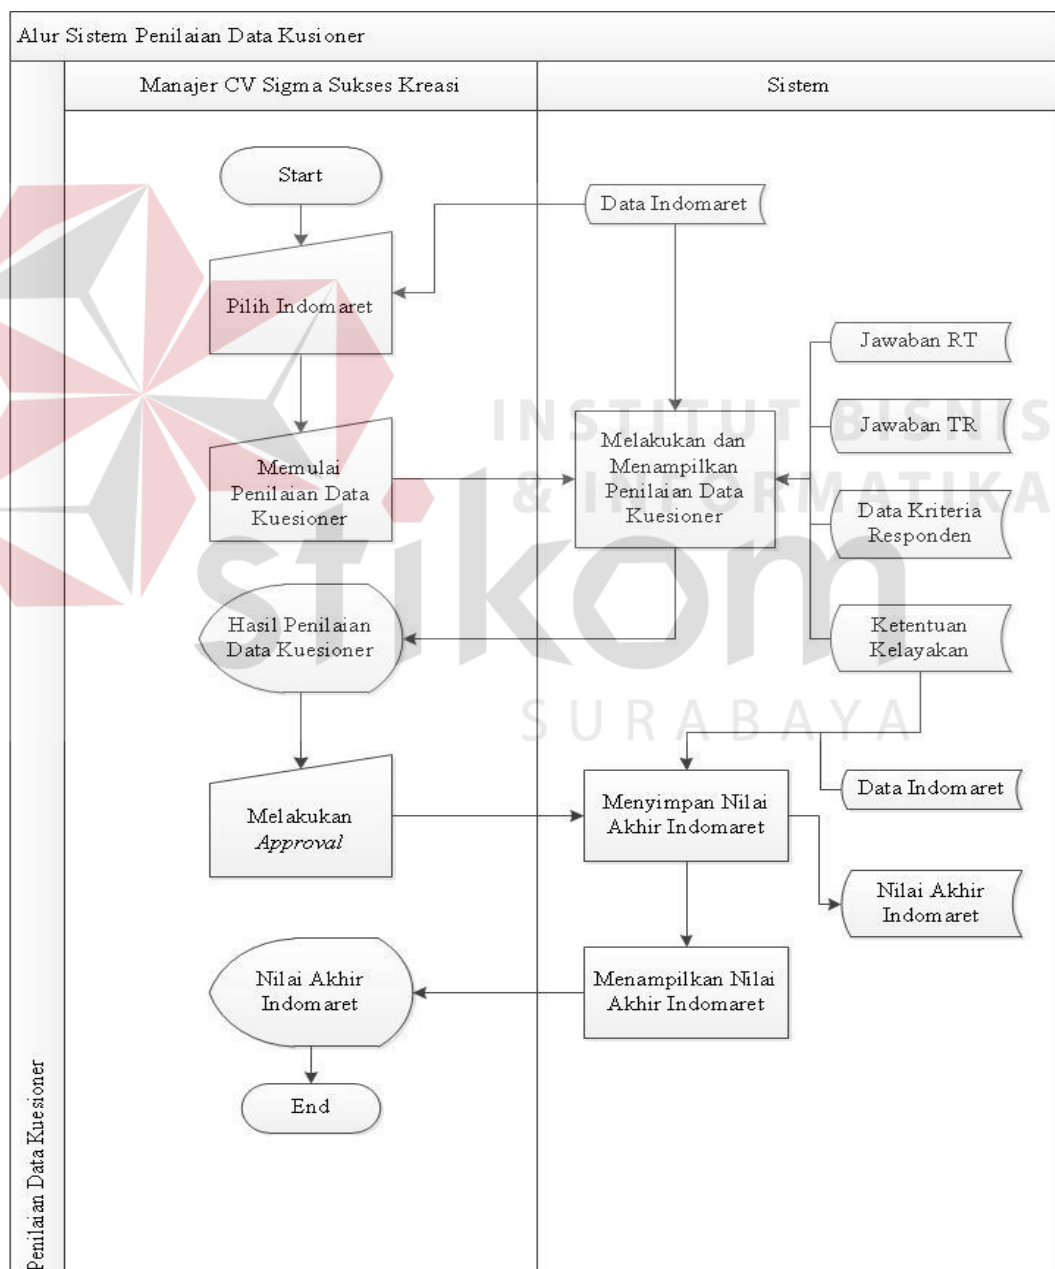 Alur Sistem Penilaian Data Kusioner
Manajer CV Sigma Sukses Kreasi
Sistem
Start
Data Indomaret
Pilih Indomaret
Jawaban RT
Jawaban TR
Memulai
Penilaian Data
Kuesioner
Melakukan dan
Menampilkan
Penilaian Data
Kuesioner
Data Kriteria
Responden
Hasil Penilaian
Data Kuesioner
Ketentuan
Kelayakan
Melakukan
Approval
Menyimpan Nilai
Akhir Indomaret
Data Indomaret
Nilai Akhir
Indomaret
Nilai Akhir
Indomaret
Menampilkan Nilai
Akhir Indomaret
End
Penilaian Data Kuesioner
INSTITUT BISNIS
& INFORMATIKA
stikom
SURABAYA